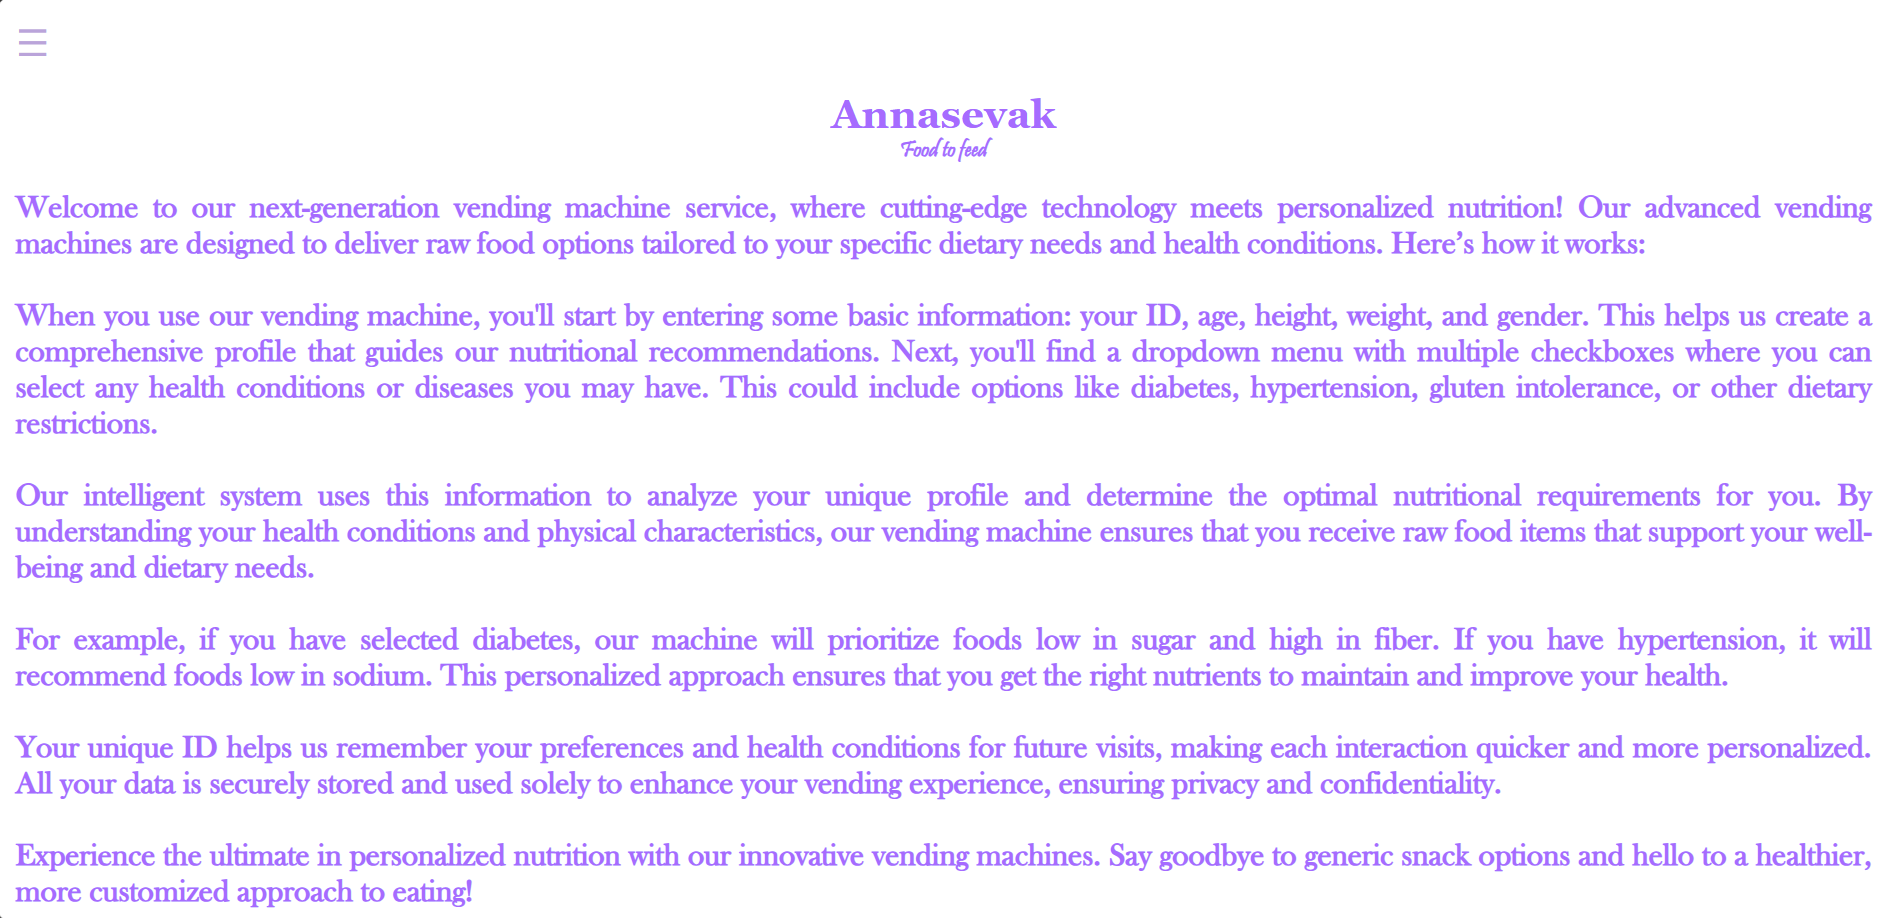 Annasevak
Food to feed
Welcome to our next-generation vending machine service, where cutting-edge technology meets personalized nutrition! Our advanced vending
machines are designed to deliver raw food options tailored to your specific dietary needs and health conditions. Here’s how it works:
When you use our vending machine, you'll start by entering some basic information: your ID, age, height, weight, and gender. This helps us create a
comprehensive profile that guides our nutritional recommendations. Next, you'll find a dropdown menu with multiple checkboxes where you can
select any health conditions or diseases you may have. This could include options like diabetes, hypertension, gluten intolerance, or other dietary
restrictions.
Our intelligent system uses this information to analyze your unique profile and determine the optimal nutritional requirements for you. By
understanding your health conditions and physical characteristics, our vending machine ensures that you receive raw food items that support your well-
being and dietary needs.
For example, if you have selected diabetes, our machine will prioritize foods low in sugar and high in fiber. If you have hypertension, it will
recommend foods low in sodium. This personalized approach ensures that you get the right nutrients to maintain and improve your health.
Your unique ID helps us remember your preferences and health conditions for future visits, making each interaction quicker and more personalized.
All your data is securely stored and used solely to enhance your vending experience, ensuring privacy and confidentiality.
Experience the ultimate in personalized nutrition with our innovative vending machines. Say goodbye to generic snack options and hello to a healthier,
more customized approach to eating!